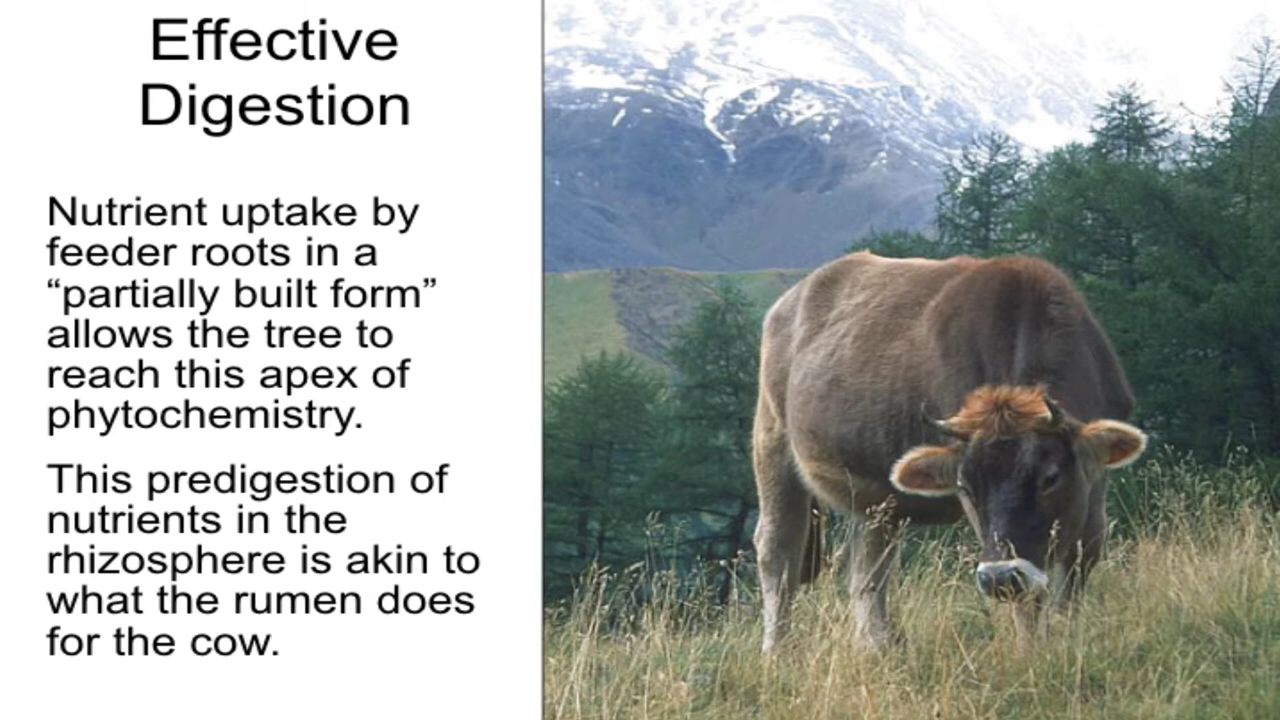 Effective
Digestion
Nutrient uptake by
feeder roots in a
“partially built form”
allows the tree to
reach this apex of
phytochemistry.
This predigestion of
nutrients in the
rhizosphere is akin to
what the rumen does
for the cow.